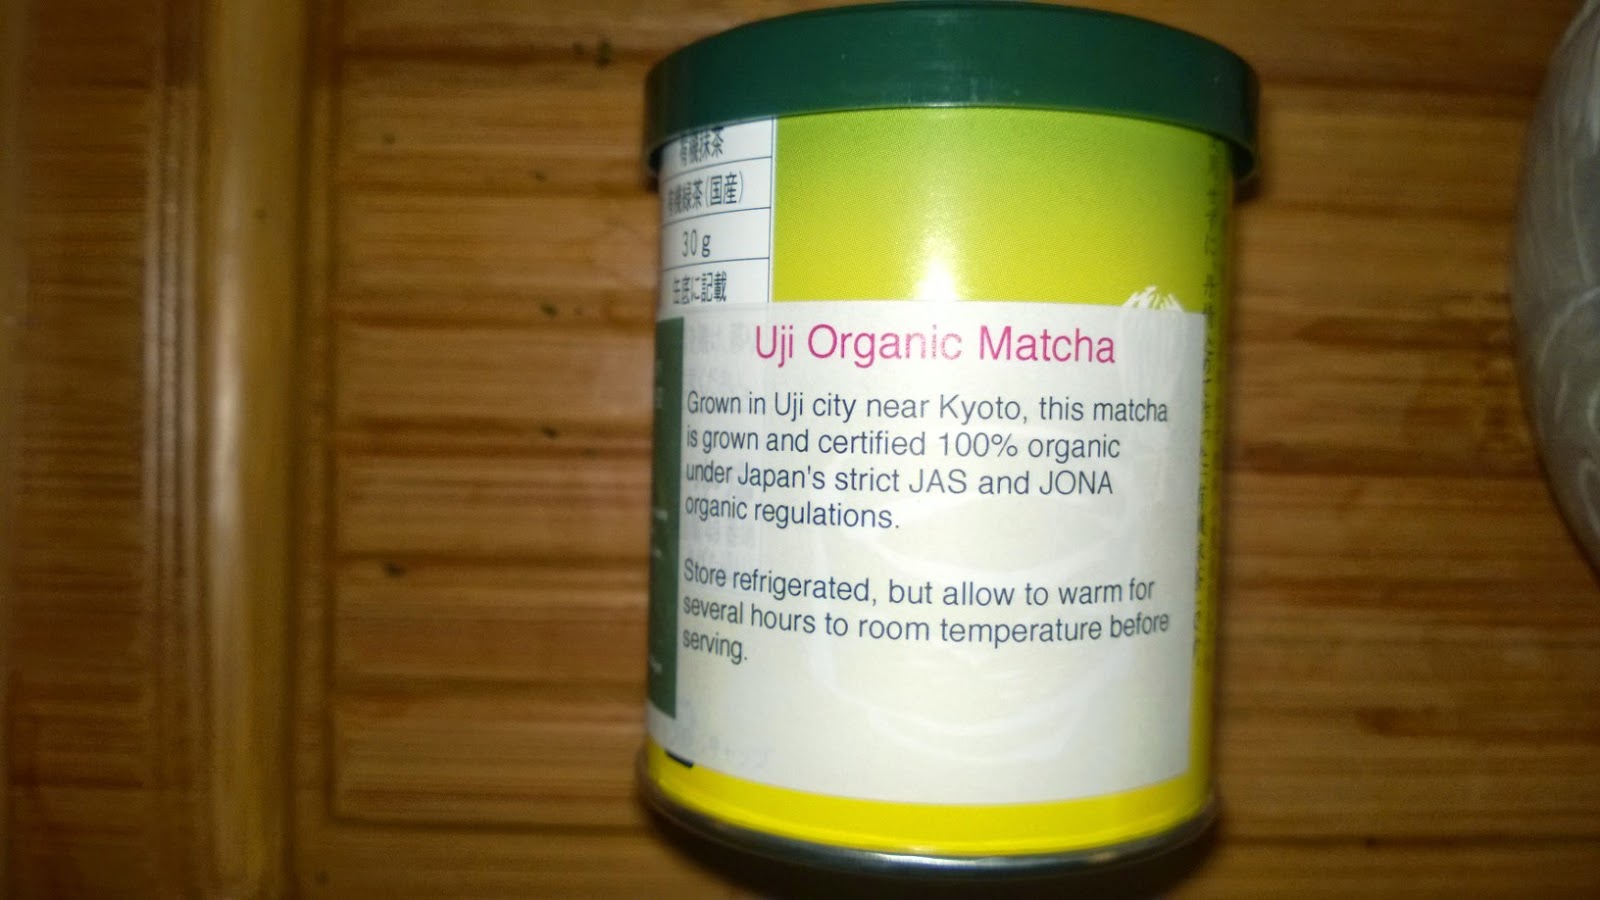 有機抹茶
有機緑茶(国産)
30g
缶底に記載
Uji Organic Matcha
Grown in Uji city near Kyoto, this matcha
is grown and certified 100% organic
under Japan's strict JAS and JONA
organic regulations.
Store refrigerated, but allow to warm for
several hours to room temperature before
serving.